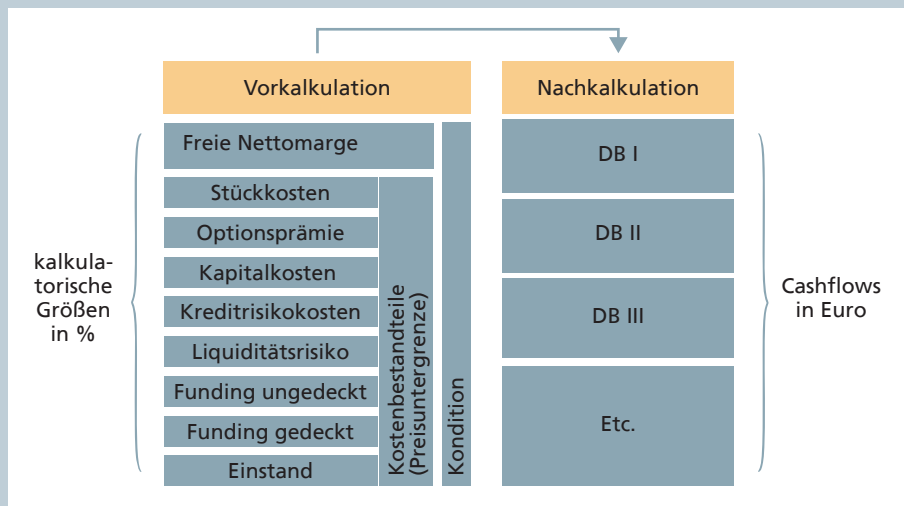 Vorkalkulation
Nachkalkulation
kalkula-
torische
Größen
in %
Freie Nettomarge
Stückkosten
Optionsprämie
Kapitalkosten
Kreditrisikokosten
Liquiditätsrisiko
Funding ungedeckt
Funding gedeckt
Einstand
Kostenbestandteile
(Preisuntergrenze)
Kondition
DB I
DB II
DB III
Etc.
Cashflows
in Euro